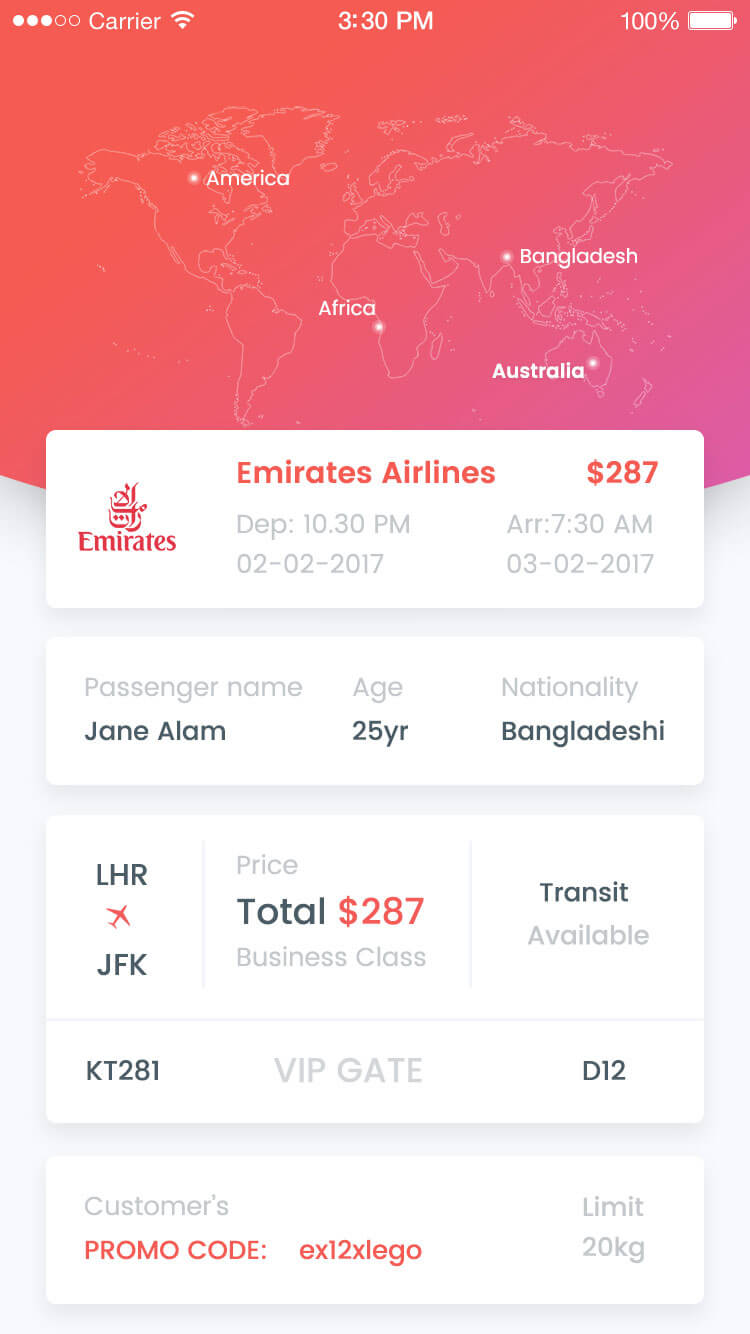 Carrier 3:30 PM 100%
America
Bangladesh
Africa
Australia
Emirates Airlines $287
Emirates
Dep: 10.30 PM Arr:7:30 AM
02-02-2017 03-02-2017
Passenger name Age Nationality
Jane Alam 25yr Bangladeshi
LHR
JFK
Price
Total $287
Business Class
Transit
Available
KT281 VIP GATE D12
Customer's Limit
PROMO CODE: ex12xlego 20kg